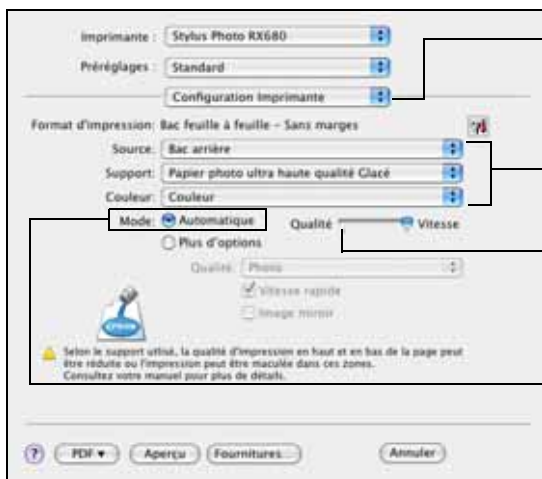 Imprimante : Stylus Photo RX680
Préréglages : Standard
Configuration Imprimante
Format d'impression: Bac feuille à feuille – Sans marges
Source: Bac arrière
Support: Papier photo ultra haute qualité Glacé
Couleur: Couleur
Mode: Automatique Qualité Vitesse
Plus d'options
Qualité: Photo
Vitesse rapide
Image miroir
EPSON
Selon le support utilisé, la qualité d'impression en haut et en bas de la page peut
être réduite ou l'impression peut être maculée dans ces zones.
Consultez votre manuel pour plus de détails.
? PDF ▾ Aperçu Fournitures... Annuler